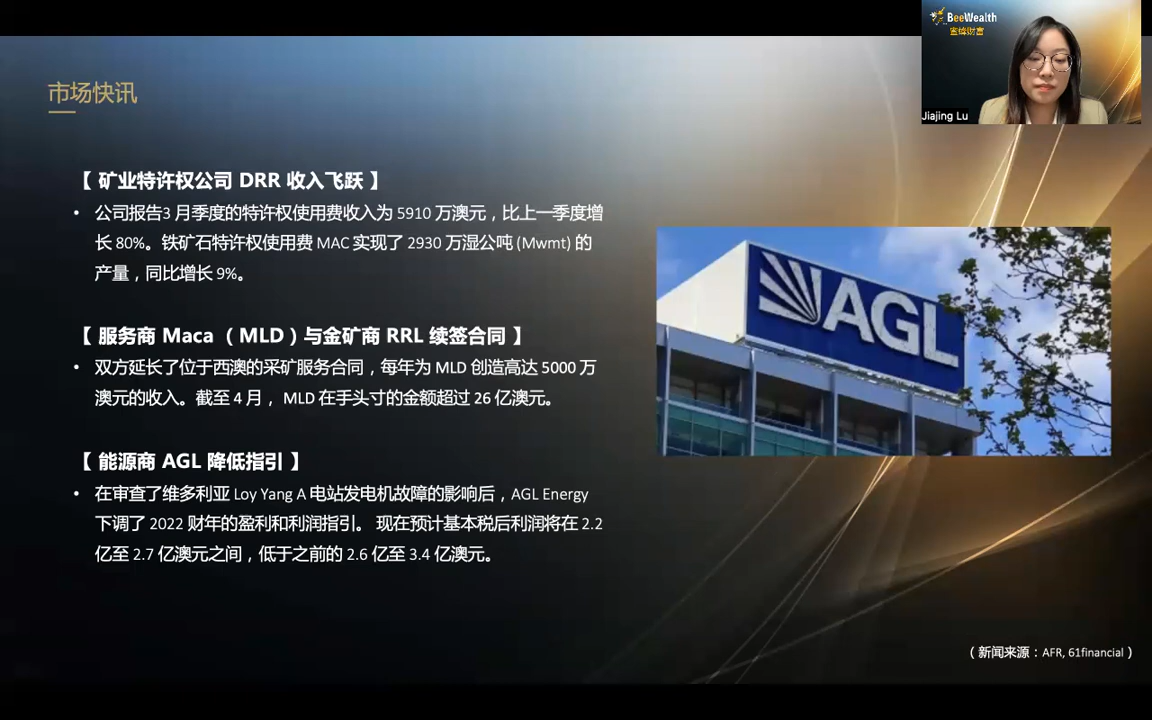 BeeWealth
蜜蜂财富
Jiajing Lu
市场快讯
【 矿业特许权公司 DRR 收入飞跃 】
• 公司报告3 月季度的特许权使用费收入为 5910 万澳元，比上一季度增
长 80%。铁矿石特许权使用费 MAC 实现了 2930 万湿公吨 (Mwmt) 的
产量，同比增长 9%。
【 服务商 Maca （ MLD ）与金矿商 RRL 续签合同 】
• 双方延长了位于西澳的采矿服务合同，每年为 MLD 创造高达 5000 万
澳元的收入。截至 4 月， MLD 在手头寸的金额超过 26 亿澳元。
【 能源商 AGL 降低指引 】
• 在审查了维多利亚 Loy Yang A 电站发电机故障的影响后，AGL Energy
下调了 2022 财年的盈利和利润指引。 现在预计基本税后利润将在 2.2
亿至 2.7 亿澳元之间，低于之前的 2.6 亿至 3.4 亿澳元。
AGL
（ 新闻来源：AFR, 61financial ）